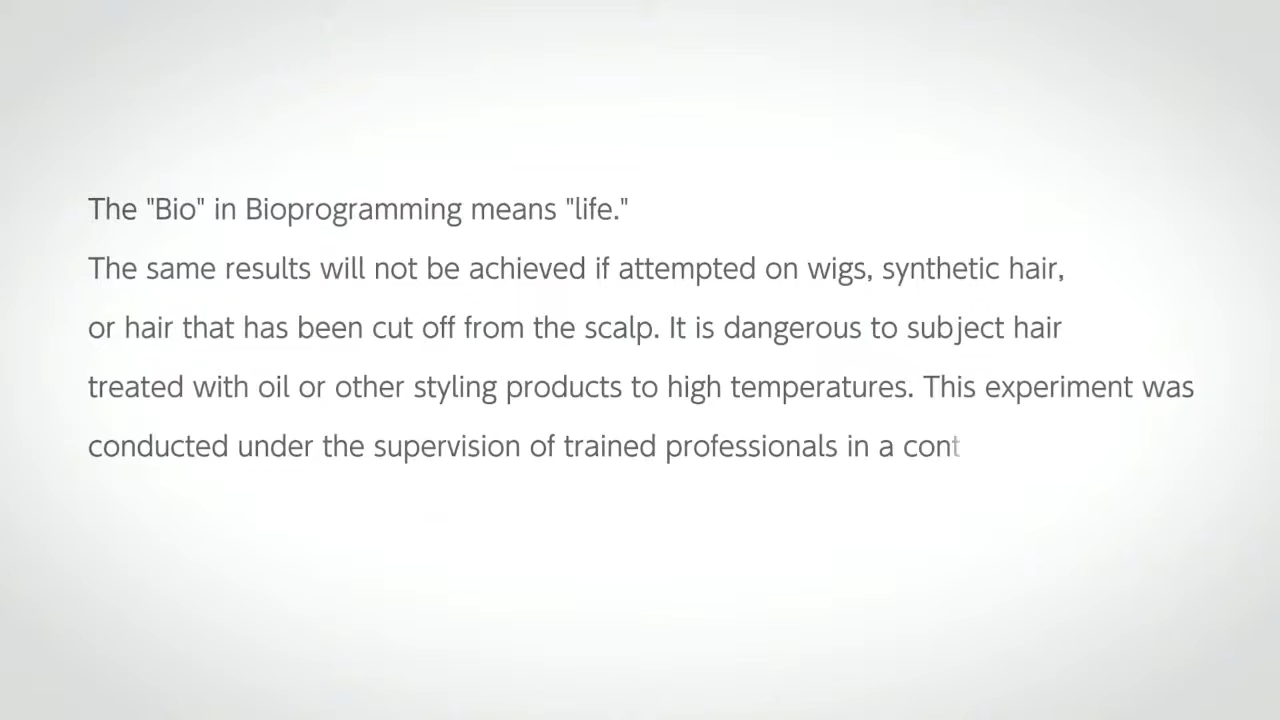 The "Bio" in Bioprogramming means "life."
The same results will not be achieved if attempted on wigs, synthetic hair,
or hair that has been cut off from the scalp. It is dangerous to subject hair
treated with oil or other styling products to high temperatures. This experiment was
conducted under the supervision of trained professionals in a cont